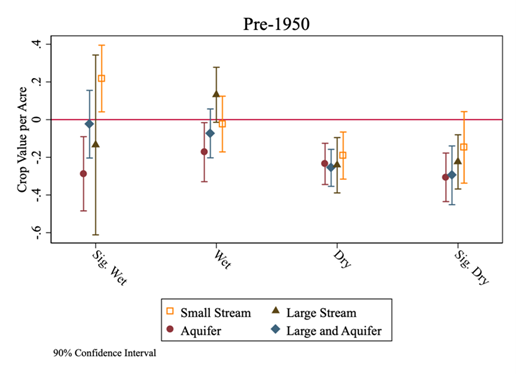 Pre-1950
Crop Value per Acre
.4
.2
0
-.2
-.4
-.6
Sig. Wet
Wet
Dry
Sig. Dry
Small Stream
Large Stream
Aquifer
Large and Aquifer
90% Confidence Interval